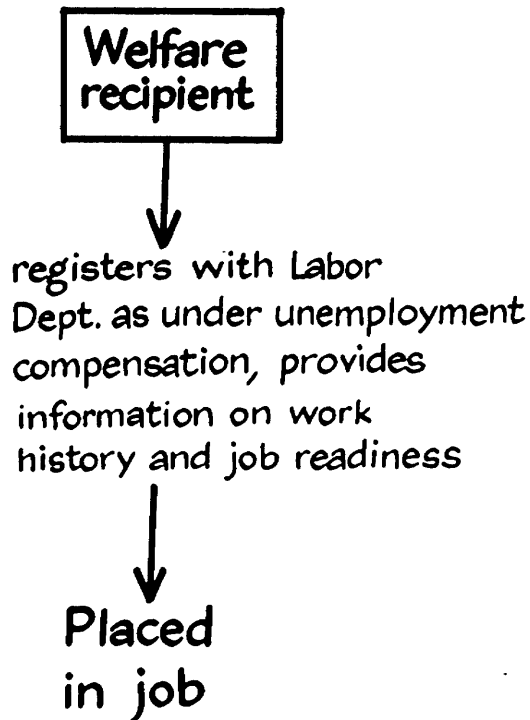 Welfare
recipient
registers with Labor
Dept. as under unemployment
compensation, provides
information on work
history and job readiness
Placed
in job